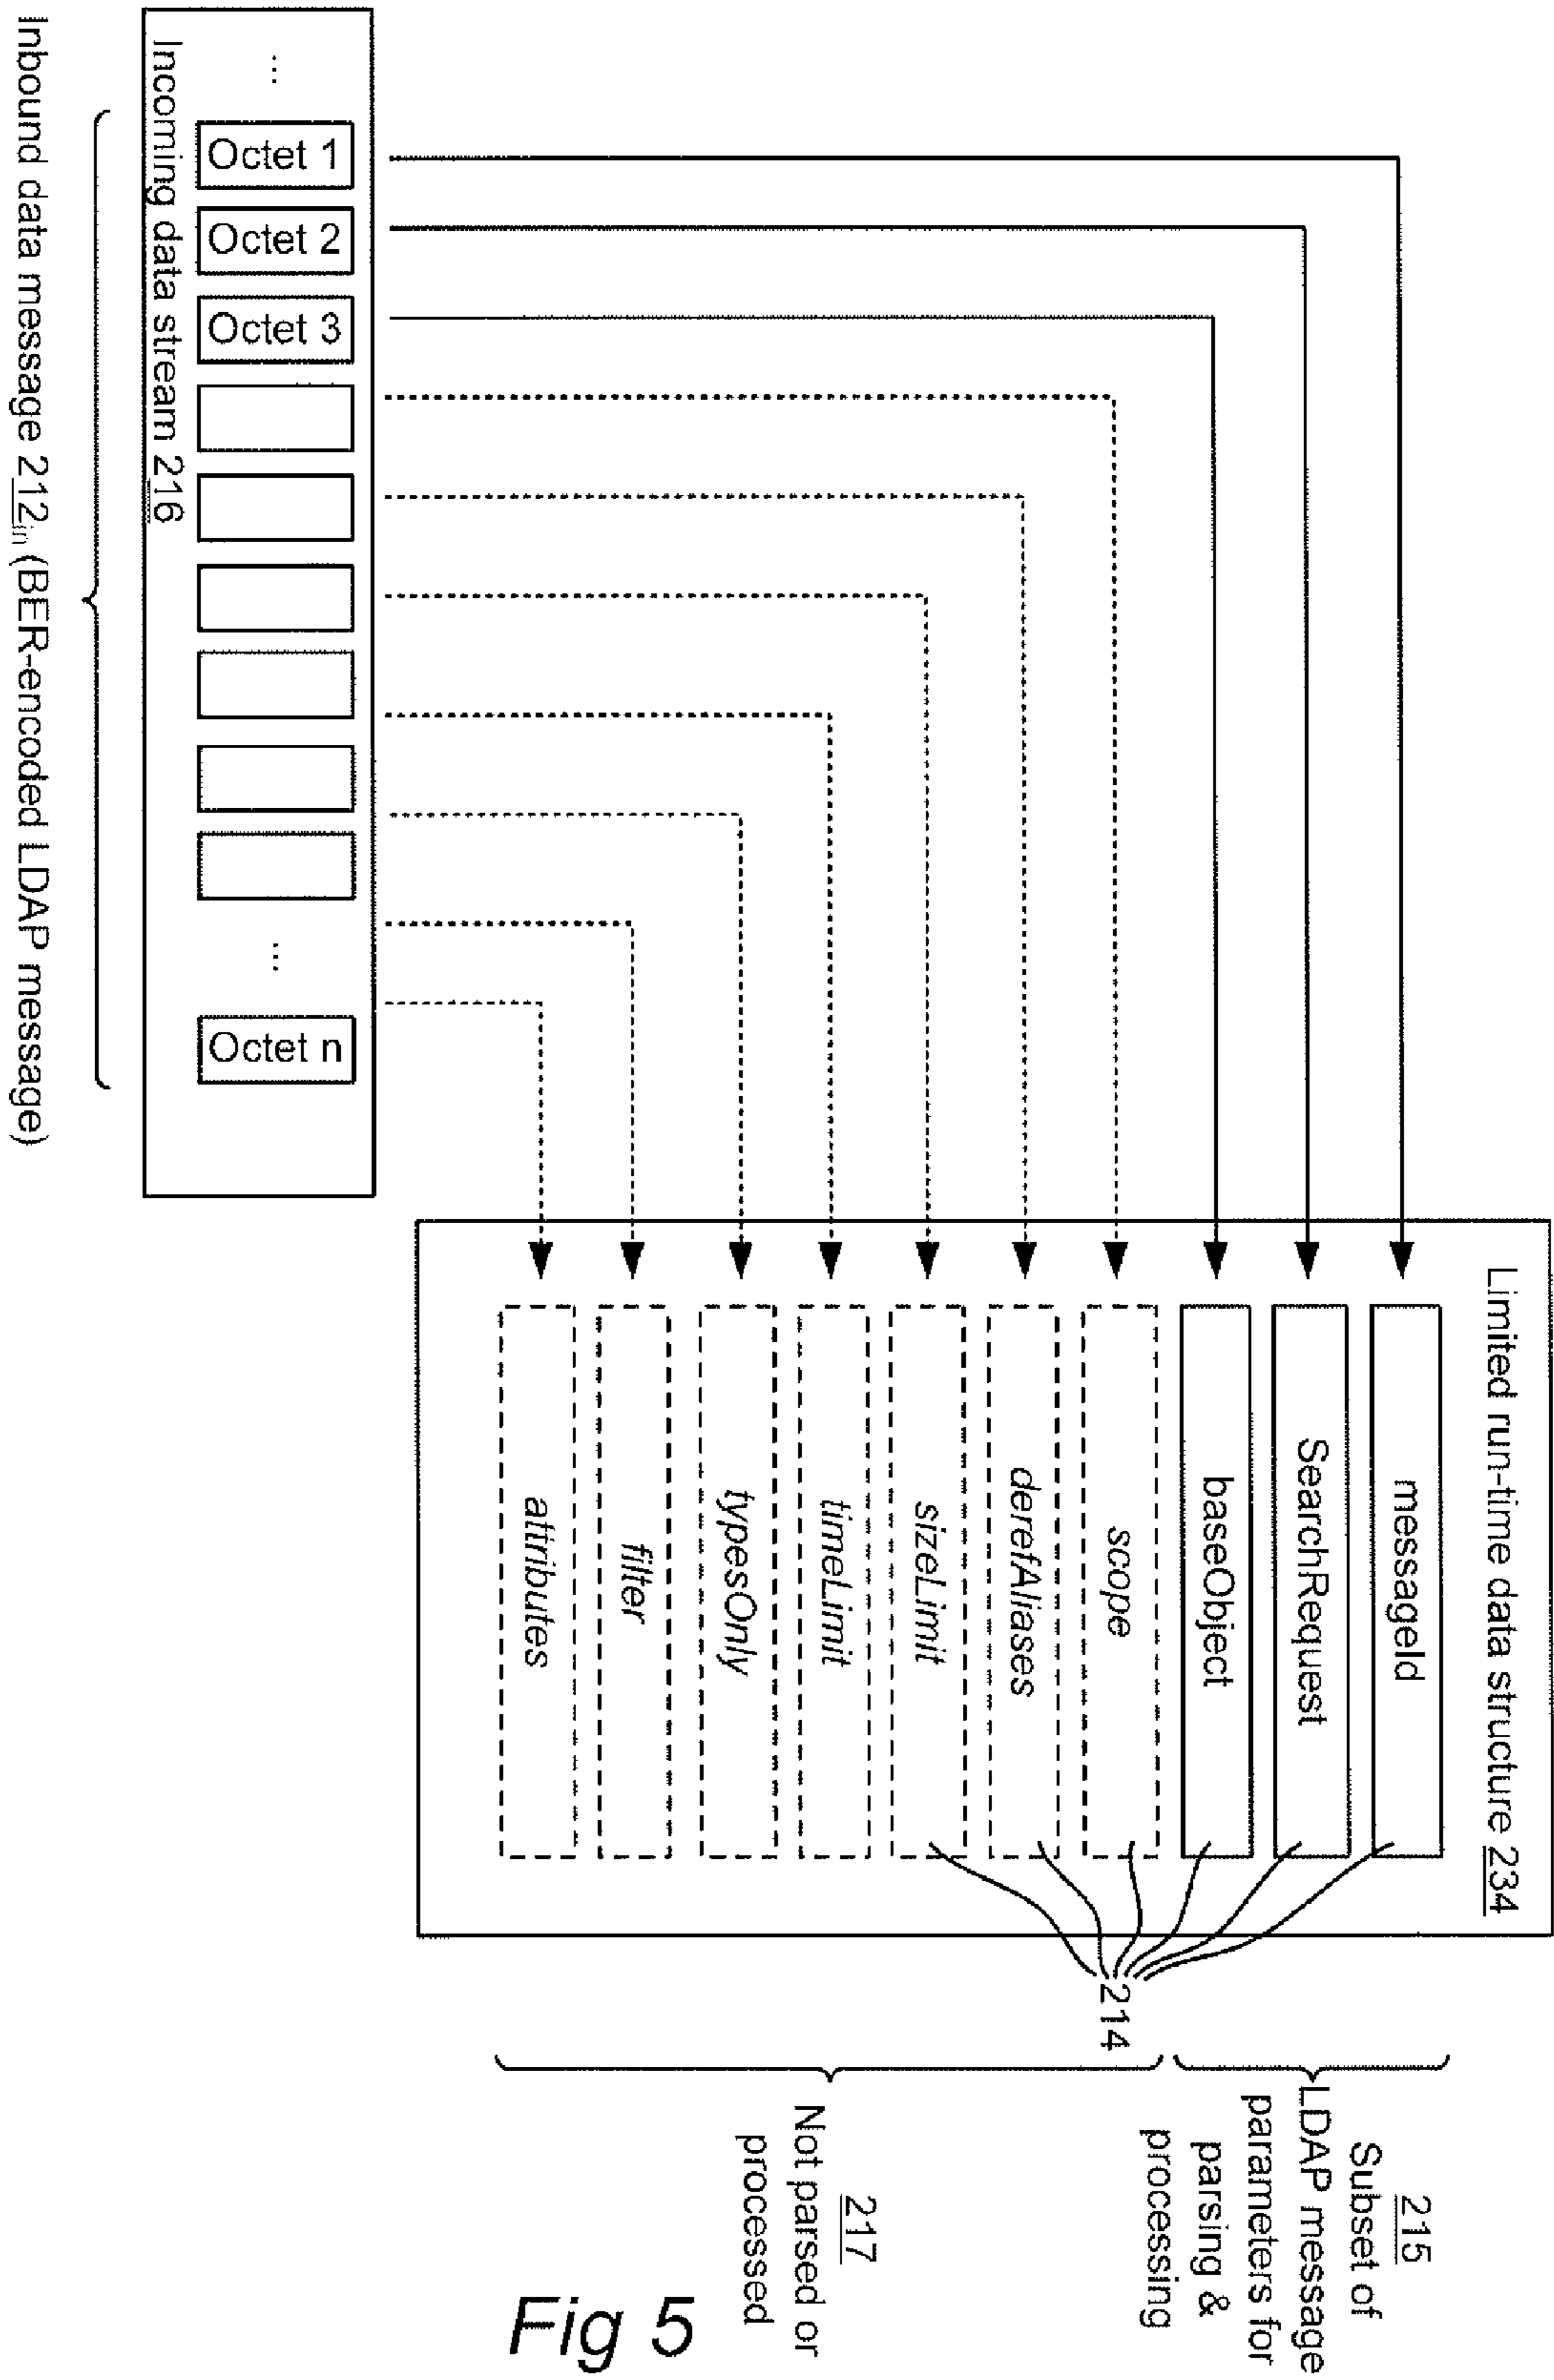 Limited run-time data structure 234
messageId
SearchRequest
baseObject
scope
derefAliases
sizeLimit
timeLimit
typesOnly
filter
attributes
214
215
Subset of
LDAP message
parameters for
parsing &
processing
217
Not parsed or
processed
...
Octet 1
Octet 2
Octet 3
...
Octet n
Incoming data stream 216
Inbound data message 212in (BER-encoded LDAP message)
Fig 5